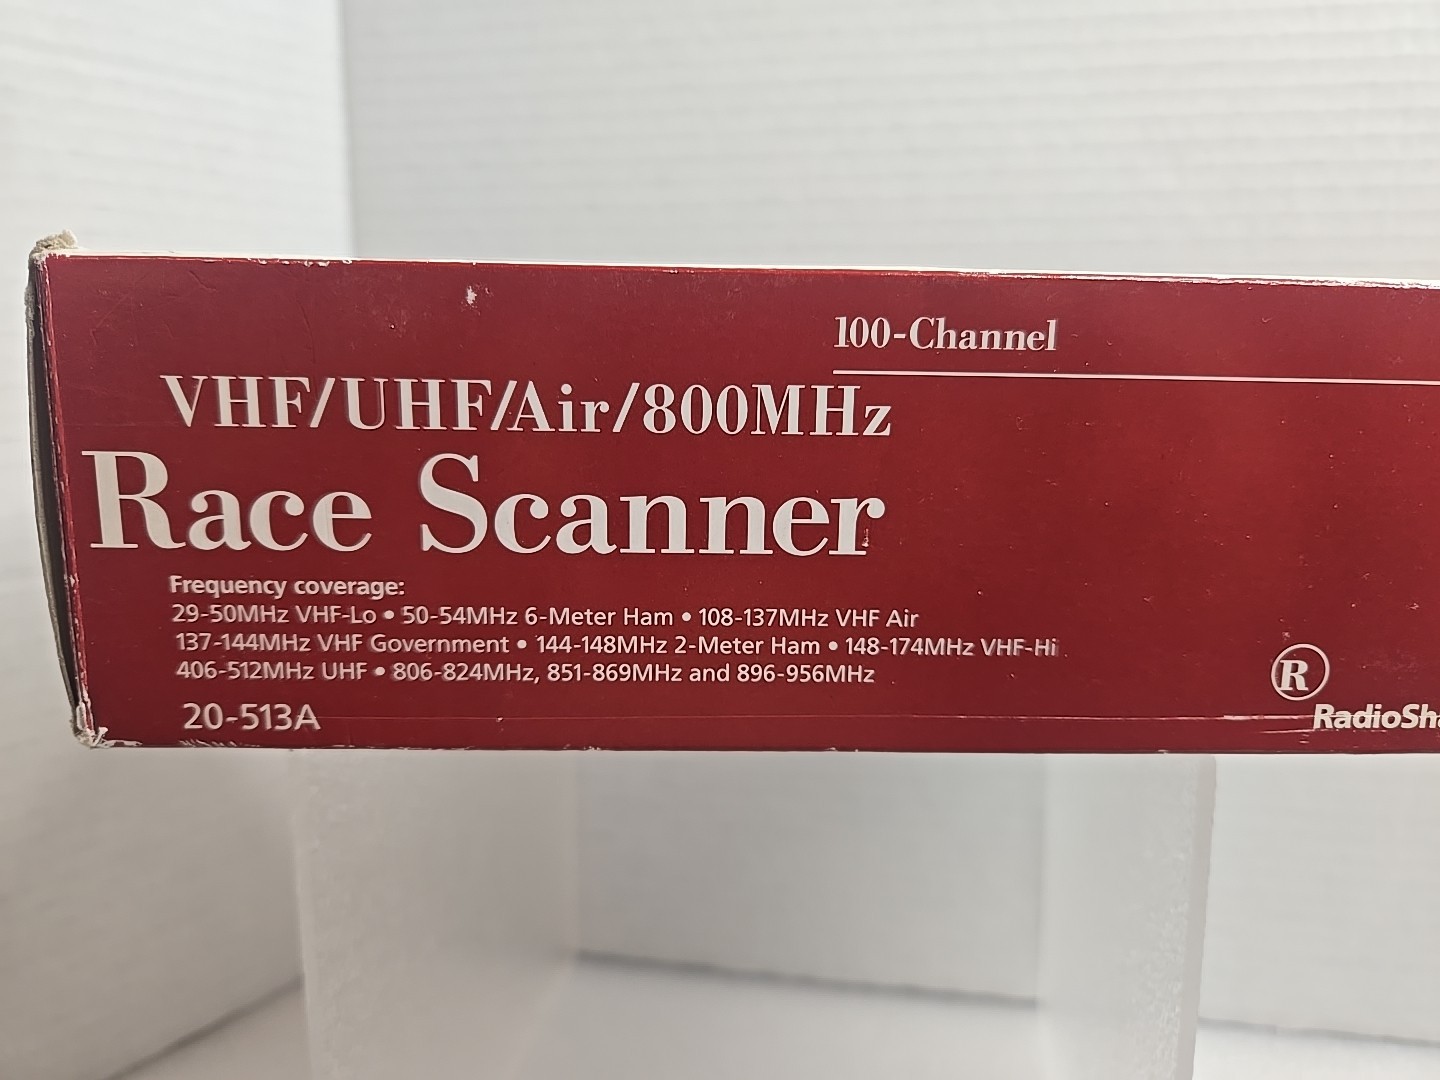 100-Channel
VHF/UHF/Air/800MHz
Race Scanner
Frequency coverage:
29-50MHz VHF-Lo • 50-54MHz 6-Meter Ham • 108-137MHz VHF Air
137-144MHz VHF Government • 144-148MHz 2-Meter Ham • 148-174MHz VHF-Hi
406-512MHz UHF • 806-824MHz, 851-869MHz and 896-956MHz
20-513A
R
RadioSha